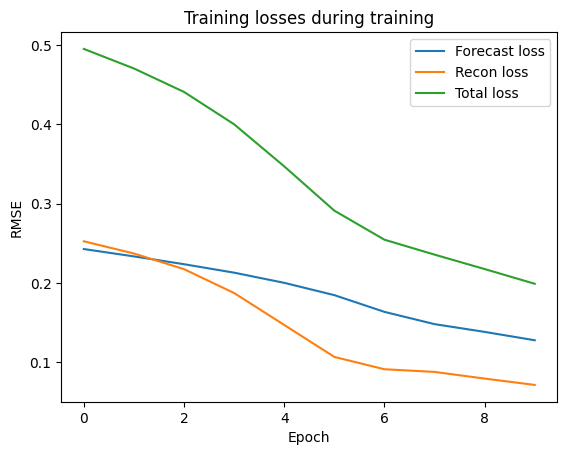 Training losses during training
0.5
0.4
0.3
0.2
0.1
RMSE
Forecast loss
Recon loss
Total loss
0 2 4 6 8
Epoch